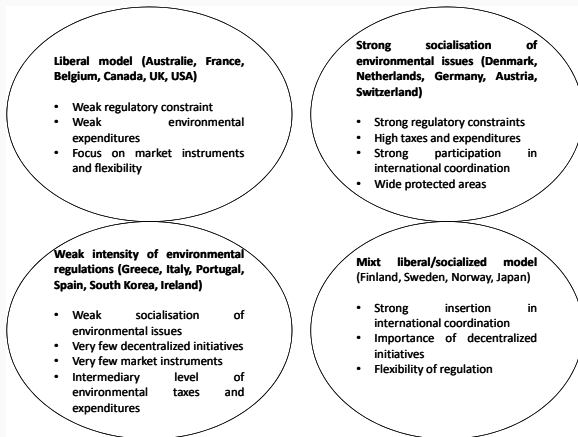 Liberal model (Australie, France,
Belgium, Canada, UK, USA)
• Weak regulatory constraint
• Weak environmental
expenditures
• Focus on market instruments
and flexibility
Strong socialisation of
environmental issues (Denmark,
Netherlands, Germany, Austria,
Switzerland)
• Strong regulatory constraints
• High taxes and expenditures
• Strong participation in
international coordination
• Wide protected areas
Weak intensity of environmental
regulations (Greece, Italy, Portugal,
Spain, South Korea, Ireland)
• Weak socialisation of
environmental issues
• Very few decentralized initiatives
• Very few market instruments
• Intermediary level of
environmental taxes and
expenditures
Mixt liberal/socialized model
(Finland, Sweden, Norway, Japan)
• Strong insertion in
international coordination
• Importance of decentralized
initiatives
• Flexibility of regulation